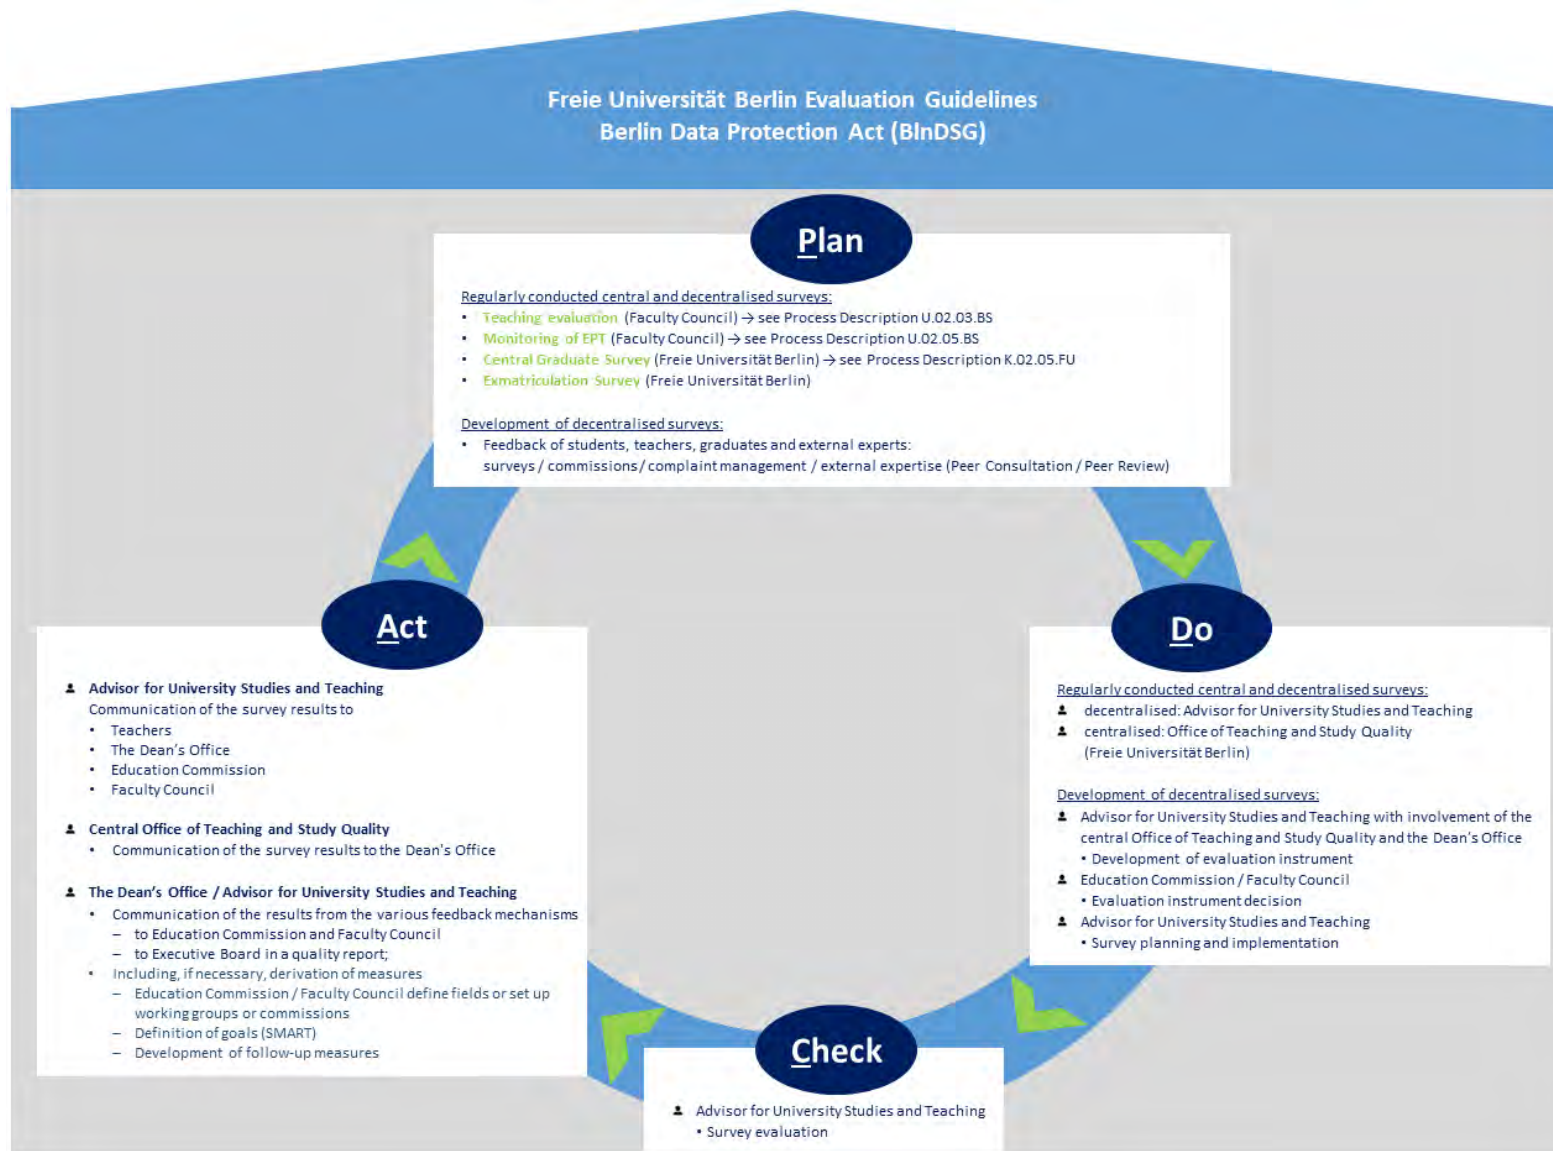 Freie Universität Berlin Evaluation Guidelines
Berlin Data Protection Act (BlnDSG)
Plan
Regularly conducted central and decentralised surveys:
• Teaching evaluation (Faculty Council) → see Process Description U.02.03.BS
• Monitoring of EPT (Faculty Council) → see Process Description U.02.05.BS
• Central Graduate Survey (Freie Universität Berlin) → see Process Description K.02.05.FU
• Exmatriculation Survey (Freie Universität Berlin)
Development of decentralised surveys:
• Feedback of students, teachers, graduates and external experts:
surveys / commissions / complaint management / external expertise (Peer Consultation / Peer Review)
Do
Regularly conducted central and decentralised surveys:
decentralised: Advisor for University Studies and Teaching
centralised: Office of Teaching and Study Quality
(Freie Universität Berlin)
Development of decentralised surveys:
Advisor for University Studies and Teaching with involvement of the
central Office of Teaching and Study Quality and the Dean's Office
• Development of evaluation instrument
Education Commission / Faculty Council
• Evaluation instrument decision
Advisor for University Studies and Teaching
• Survey planning and implementation
Check
Advisor for University Studies and Teaching
• Survey evaluation
Act
Advisor for University Studies and Teaching
Communication of the survey results to
• Teachers
• The Dean's Office
• Education Commission
• Faculty Council
Central Office of Teaching and Study Quality
• Communication of the survey results to the Dean's Office
The Dean's Office / Advisor for University Studies and Teaching
• Communication of the results from the various feedback mechanisms
– to Education Commission and Faculty Council
– to Executive Board in a quality report;
• Including, if necessary, derivation of measures
– Education Commission / Faculty Council define fields or set up
working groups or commissions
– Definition of goals (SMART)
– Development of follow-up measures